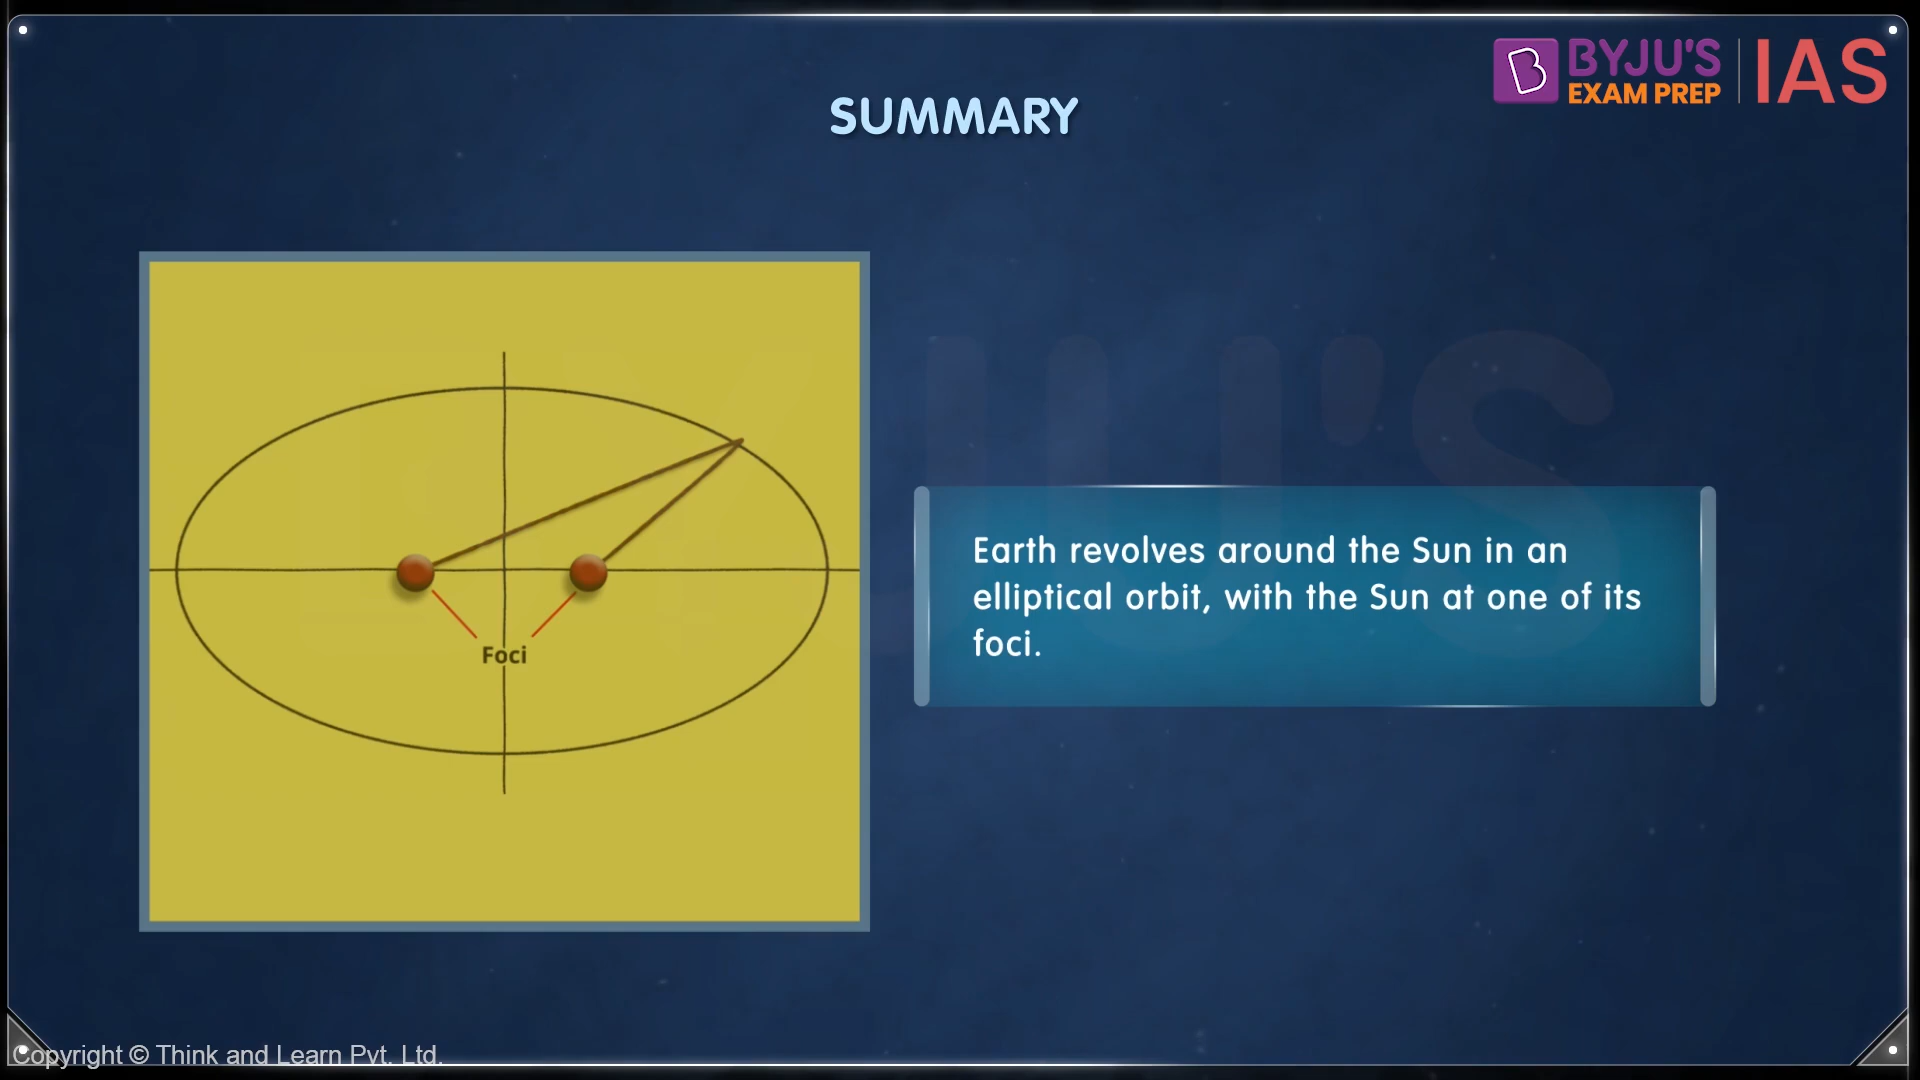 BYJU'S
EXAM PREP
IAS
SUMMARY
Foci
Earth revolves around the Sun in an
elliptical orbit, with the Sun at one of its
foci.
Copyright © Think and Learn Pvt. Ltd.